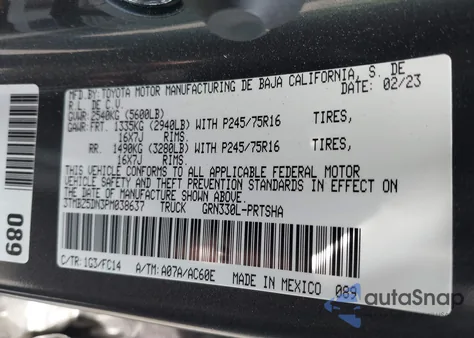 MFD.BY:TOYOTA MOTOR MANUFACTURING DE BAJA CALIFORNIA, S. DE
R.L. DE C.V. DATE: 02/23
GVWR 2540KG (5600LB)
GAWR: FRT. 1335KG (2940LB) WITH P245/75R16 TIRES,
16X7J RIMS.
RR. 1490KG (3280LB) WITH P245/75R16 TIRES,
16X7J RIMS.
THIS VEHICLE CONFORMS TO ALL APPLICABLE FEDERAL MOTOR
VEHICLE SAFETY AND THEFT PREVENTION STANDARDS IN EFFECT ON
THE DATE OF MANUFACTURE SHOWN ABOVE.
3TMBZ5DN3PM038637 TRUCK GRN330L-PRTSHA
C/TR:1G3/FC14 A/TM:A07A/AC60E MADE IN MEXICO 089
089
autoSnap